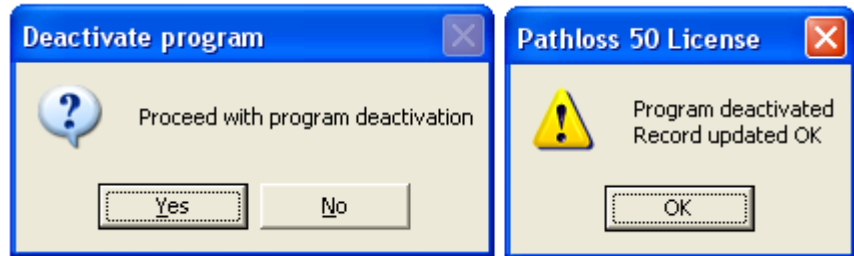 Deactivate program
Proceed with program deactivation
Yes
No
Pathloss 50 License
Program deactivated
Record updated OK
OK